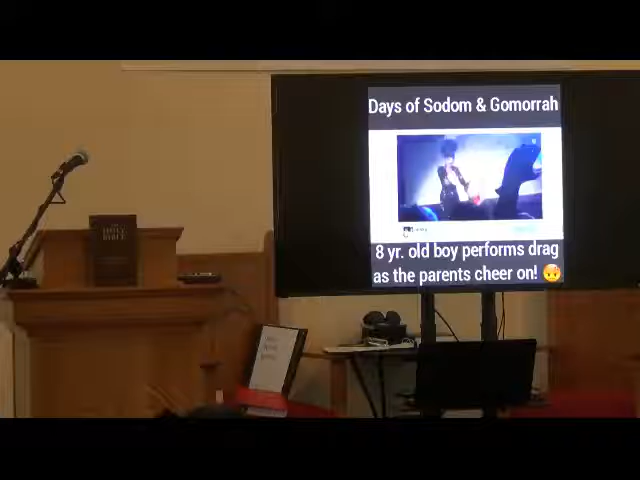 Days of Sodom & Gomorrah
8 yr. old boy performs drag
as the parents cheer on! 🤕
HOLY
BIBLE